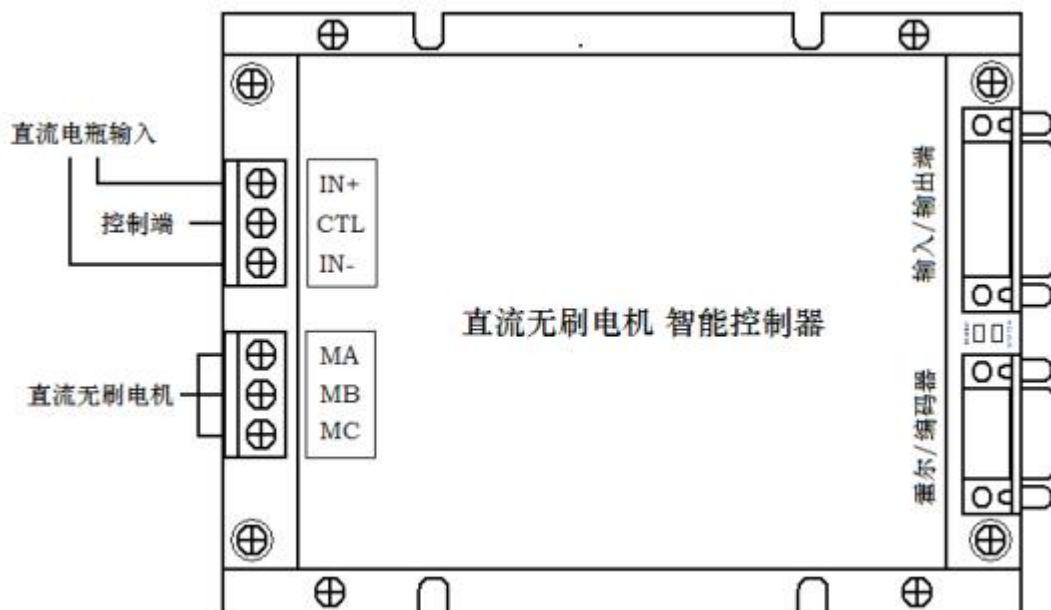 直流电瓶输入
控制端
直流无刷电机
IN+
CTL
IN-
MA
MB
MC
直流无刷电机 智能控制器
输入/输出端
霍尔/编码器